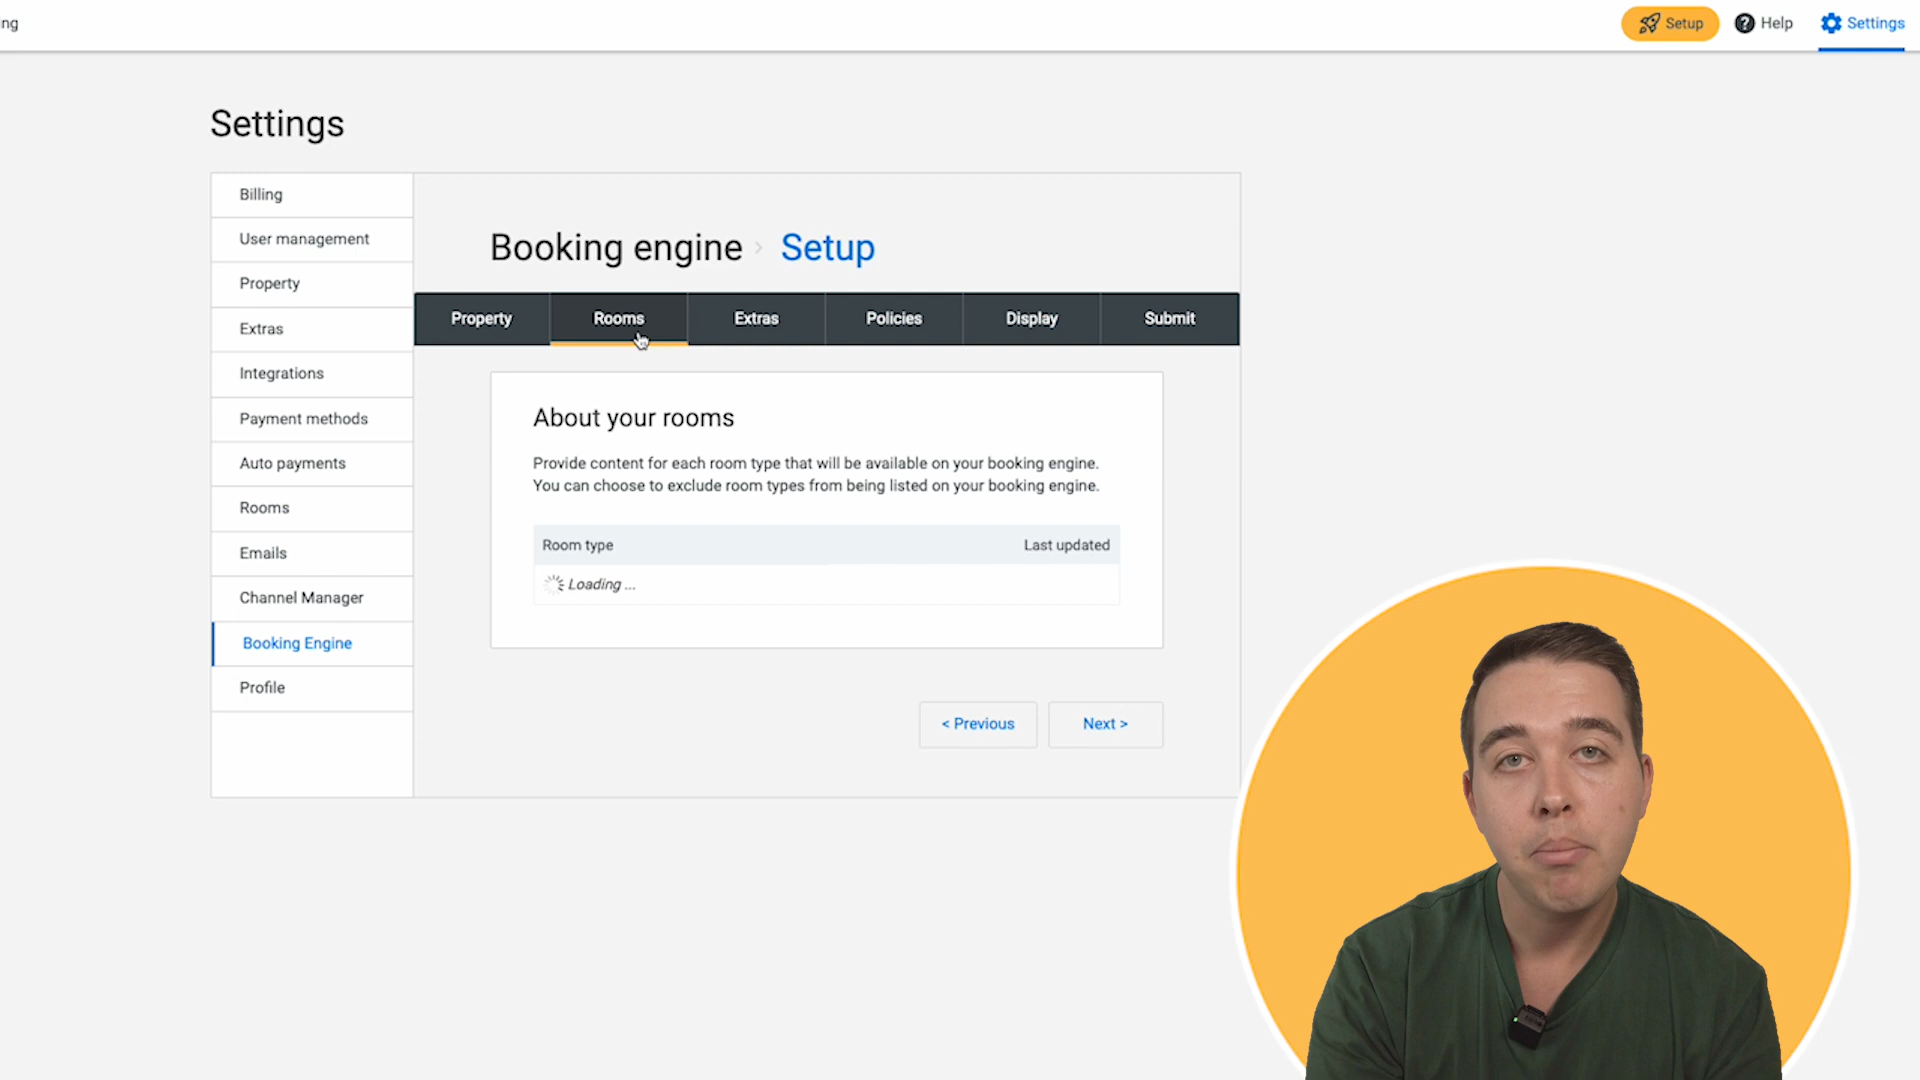 ing
Setup
Help
Settings
Settings
Billing
User management
Property
Extras
Integrations
Payment methods
Auto payments
Rooms
Emails
Channel Manager
Booking Engine
Profile
Booking engine > Setup
Property Rooms Extras Policies Display Submit
About your rooms
Provide content for each room type that will be available on your booking engine.
You can choose to exclude room types from being listed on your booking engine.
Room type Last updated
Loading ...
< Previous Next >